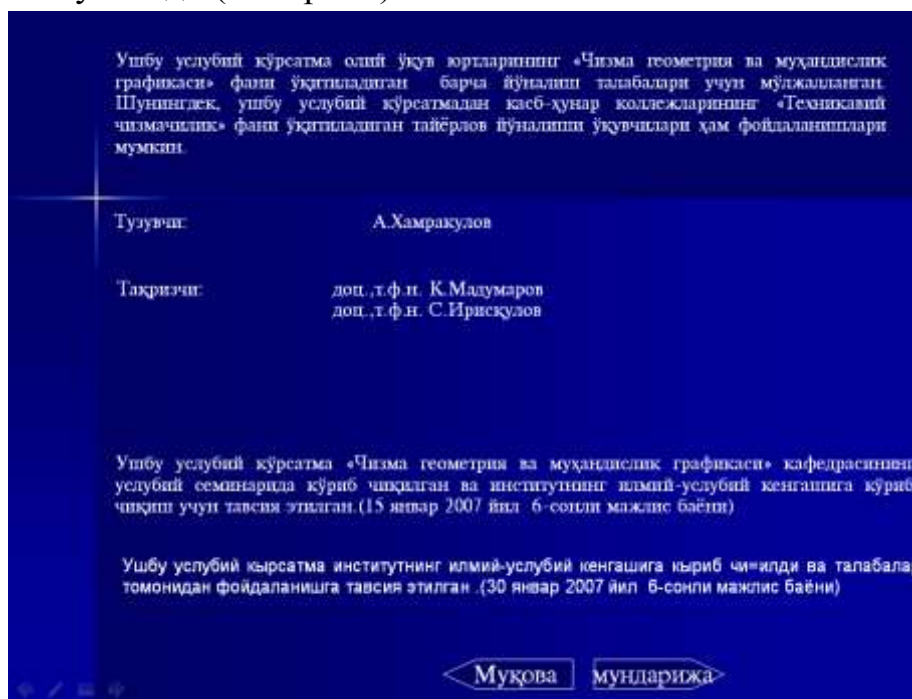 Ушбу услубий кўрсатма олий ўқув юртларининг «Чизма геометрия ва муҳандислик
графикаси» фани ўқитиладиган барча йўналиш талабалари учун мўлжалланган.
Шунингдек, ушбу услубий кўрсатмадан касб-ҳунар коллежларининг «Техникавий
чизмачилик» фани ўқитиладиган тайёрлов йўналиши ўқувчилари ҳам фойдаланишлари
мумкин.
Тузувчи: А.Хамракулов
Тақризчи: доц.,т.ф.н. К.Мадумаров
доц.,т.ф.н. С.Ирисқулов
Ушбу услубий кўрсатма «Чизма геометрия ва муҳандислик графикаси» кафедрасининг
услубий семинарида кўриб чиқилган ва институтнинг илмий-услубий кенгашига кўриб
чиқиш учун тавсия этилган.(15 январ 2007 йил 6-сонли мажлис баёни)
Ушбу услубий кырсатма институтнинг илмий-услубий кенгашига кыриб чи=илди ва талабалар
томонидан фойдаланишга тавсия этилган .(30 январ 2007 йил 6-сонли мажлис баёни)
Муқова мундарижа